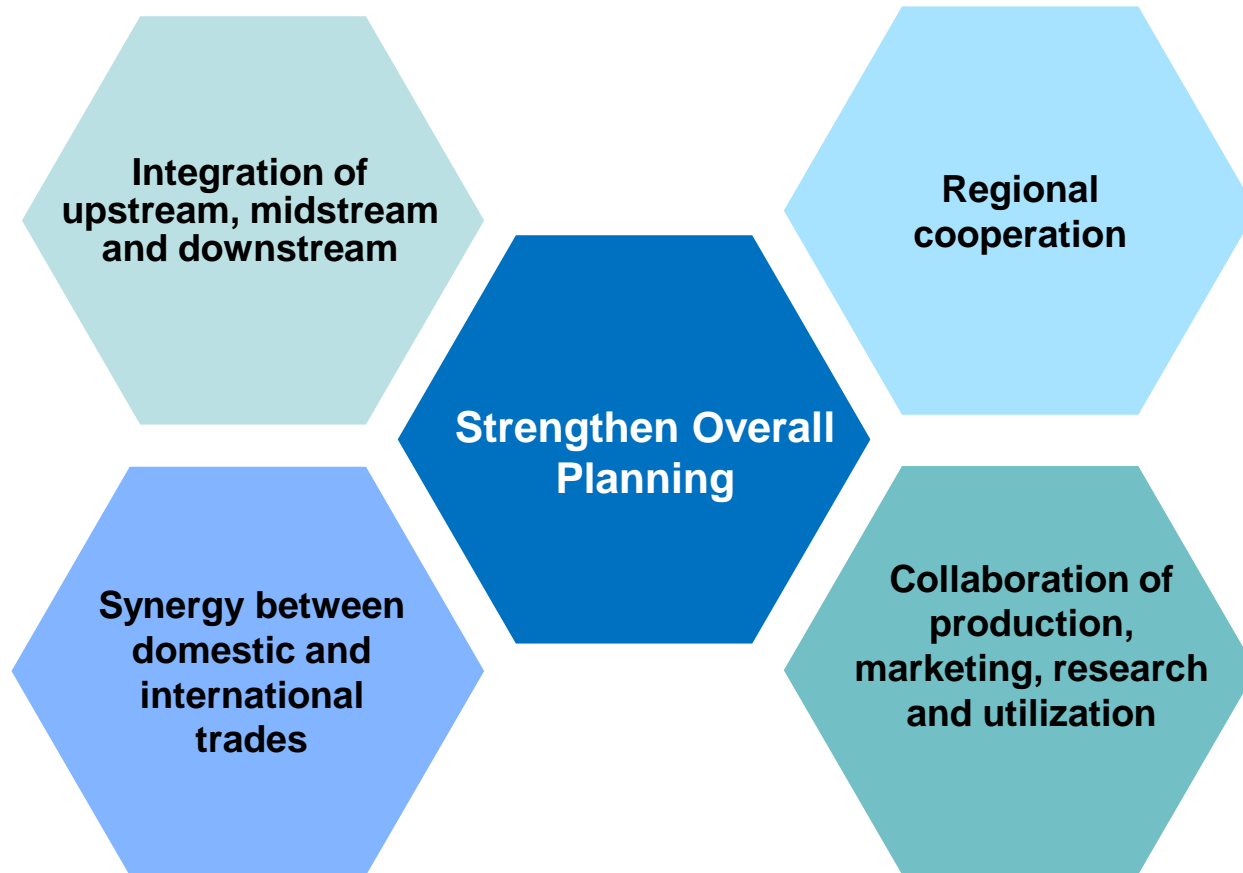 Integration of
upstream, midstream
and downstream
Regional
cooperation
Strengthen Overall
Planning
Synergy between
domestic and
international
trades
Collaboration of
production,
marketing, research
and utilization